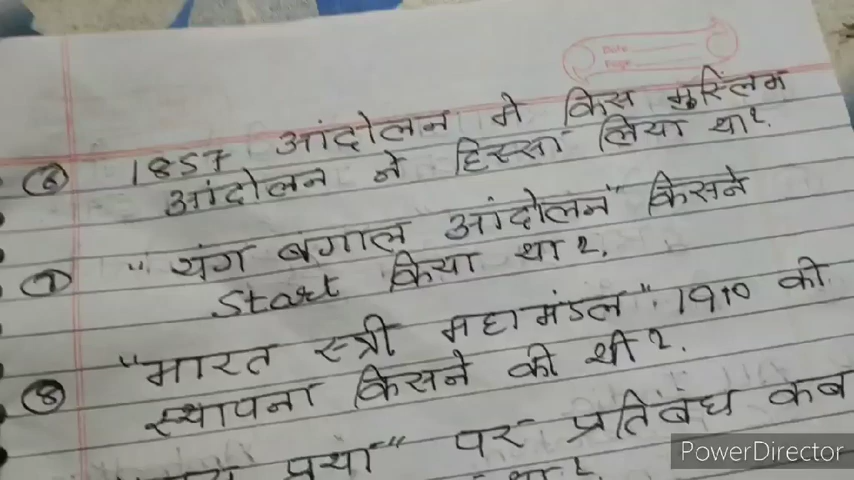 Date
Page
⑥ 1857 आंदोलन मे किस मुस्लिम
आंदोलन ने हिस्सा लिया था?.
⑦ "यंग बंगाल आंदोलन" किसने
Start किया था?.
⑧ "भारत स्त्री महामंडल" 1910 की
स्थापना किसने की थी?.
प्रथा" पर प्रतिबंध कब
था?
PowerDirector